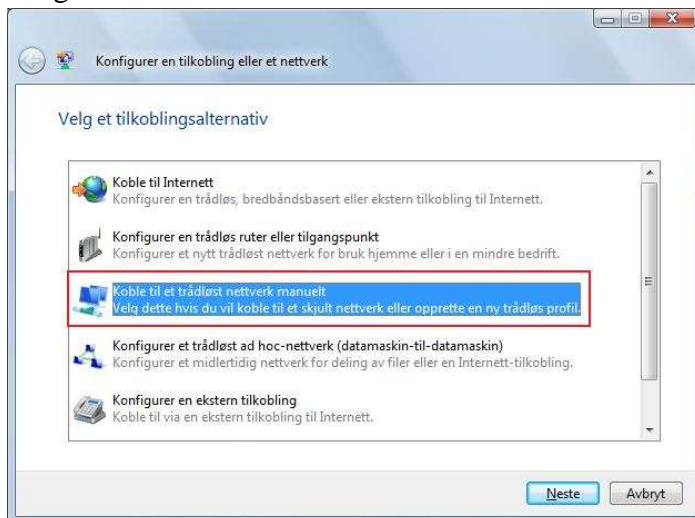 Konfigurer en tilkobling eller et nettverk
Velg et tilkoblingsalternativ
Koble til Internett
Konfigurer en trådløs, bredbåndsbasert eller ekstern tilkobling til Internett.
Konfigurer en trådløs ruter eller tilgangspunkt
Konfigurer et nytt trådløst nettverk for bruk hjemme eller i en mindre bedrift.
Koble til et trådløst nettverk manuelt
Velg dette hvis du vil koble til et skjult nettverk eller opprette en ny trådløs profil.
Konfigurer et trådløst ad hoc-nettverk (datamaskin-til-datamaskin)
Konfigurer et midlertidig nettverk for deling av filer eller en Internett-tilkobling.
Konfigurer en ekstern tilkobling
Koble til via en ekstern tilkobling til Internett.
Neste Avbryt